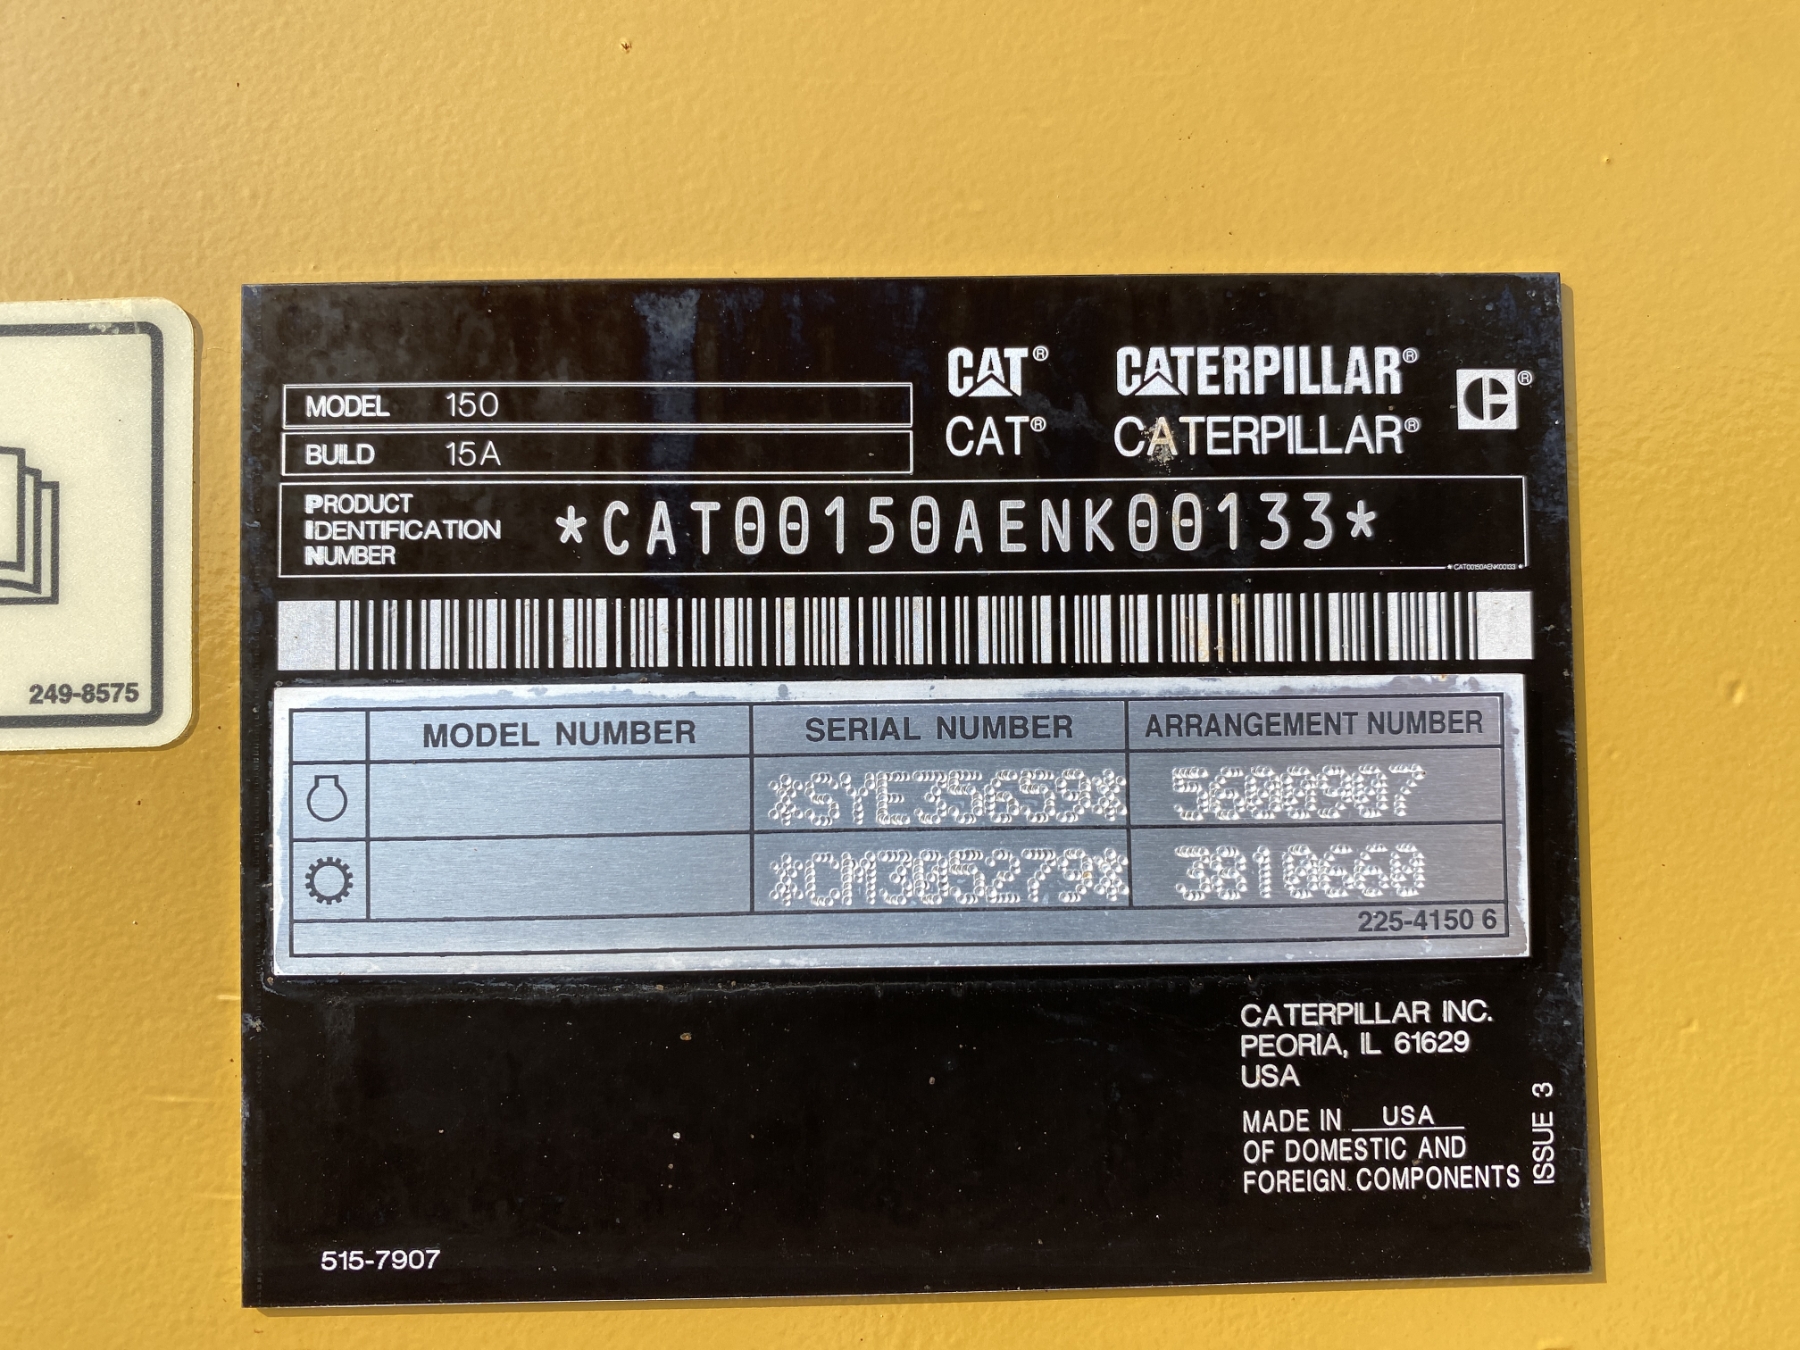 CAT® CATERPILLAR®
CAT® CATERPILLAR®
MODEL 150
BUILD 15A
PRODUCT IDENTIFICATION NUMBER
*CAT00150AENK00133*
*CAT00150AENK00133*
MODEL NUMBER SERIAL NUMBER ARRANGEMENT NUMBER
*SYE35659* 5600907
*CM305279* 3810660
225-4150 6
CATERPILLAR INC.
PEORIA, IL 61629
USA
MADE IN USA
OF DOMESTIC AND
FOREIGN COMPONENTS
ISSUE 3
515-7907
249-8575